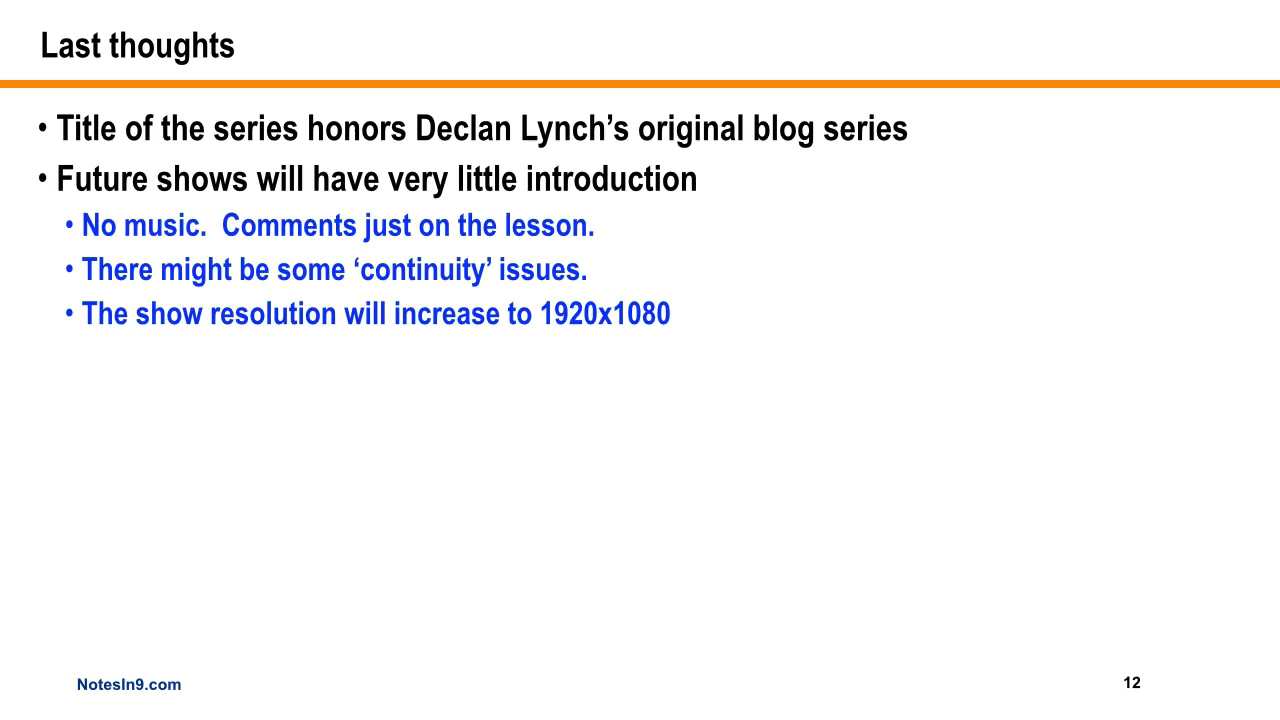 Last thoughts
• Title of the series honors Declan Lynch’s original blog series
• Future shows will have very little introduction
• No music.  Comments just on the lesson.
• There might be some ‘continuity’ issues.
• The show resolution will increase to 1920x1080
NotesIn9.com
12